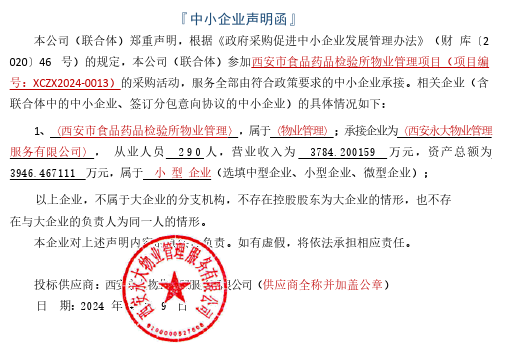 『中小企业声明函』
本公司（联合体）郑重声明，根据《政府采购促进中小企业发展管理办法》（财 库〔2
020〕46 号）的规定，本公司（联合体）参加西安市食品药品检验所物业管理项目（项目编
号：XCZX2024-0013）的采购活动，服务全部由符合政策要求的中小企业承接。相关企业（含
联合体中的中小企业、签订分包意向协议的中小企业）的具体情况如下：
1、〈西安市食品药品检验所物业管理〉，属于〈物业管理〉；承接企业为〈西安永大物业管理
服务有限公司〉， 从业人员 290人，营业收入为 3784.200159 万元，资产总额为
3946.467111 万元，属于 小 型 企业（选填中型企业、小型企业、微型企业）；
以上企业，不属于大企业的分支机构，不存在控股股东为大企业的情形，也不存
在与大企业的负责人为同一人的情形。
本企业对上述声明内容 负责。如有虚假，将依法承担相应责任。
西安永大物业管理服务有限公司
投标供应商：西安 物 服 有限公司（供应商全称并加盖公章）
日 期：2024 年 9 日